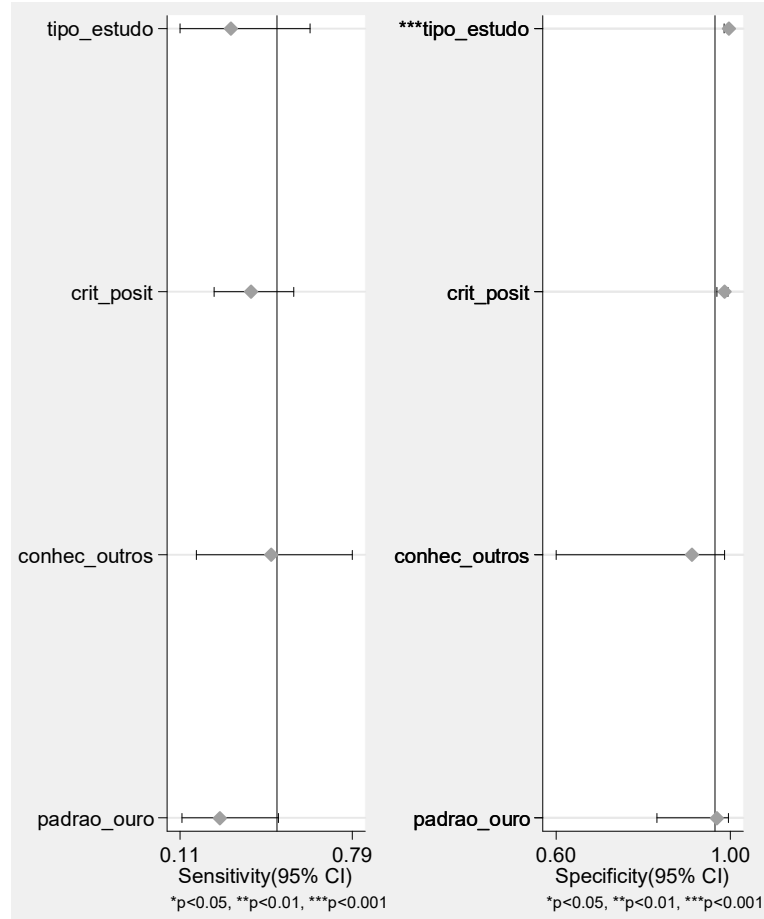 tipo_estudo
crit_posit
conhec_outros
padrao_ouro
0.11 0.79
Sensitivity(95% CI)
*p<0.05, **p<0.01, ***p<0.001
***tipo_estudo
crit_posit
conhec_outros
padrao_ouro
0.60 1.00
Specificity(95% CI)
*p<0.05, **p<0.01, ***p<0.001